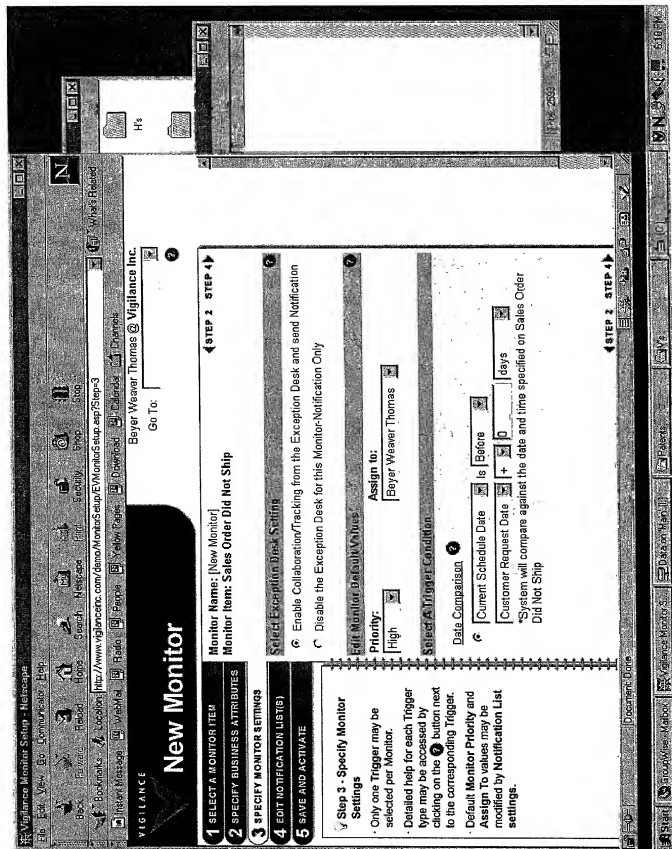 Vigilance Monitor Setup - Netscape
File Edit View Go Communicator Help
Back Forward Reload Home Search Netscape Print Security Shop Stop
Bookmarks Location http://www.vigilanceinc.com/demo/MonitorSetup/EVMonitorSetup.asp?Step=3 What's Related
Instant Message WebMail Radio People Yellow Pages Download Calendar Channels
N
VIGILANCE
New Monitor
Beyer Weaver Thomas @ Vigilance Inc.
Go To:
1 SELECT A MONITOR ITEM
2 SPECIFY BUSINESS ATTRIBUTES
3 SPECIFY MONITOR SETTINGS
4 EDIT NOTIFICATION LIST(S)
5 SAVE AND ACTIVATE
Step 3 - Specify Monitor
Settings
· Only one Trigger may be
selected per Monitor.
· Detailed help for each Trigger
type may be accessed by
clicking on the ? button next
to the corresponding Trigger.
· Default Monitor Priority and
Assign To values may be
modified by Notification List
settings.
Monitor Name: [New Monitor]
Monitor Item: Sales Order Did Not Ship
STEP 2 STEP 4
Select Exception Desk Setting
Enable Collaboration/Tracking from the Exception Desk and send Notification
Disable the Exception Desk for this Monitor-Notification Only
Edit Monitor Default Values
Priority: Assign to:
High Beyer Weaver Thomas
Select A Trigger Condition
Date Comparison ?
Current Schedule Date Is Before
Customer Request Date + 0 days
*System will compare against the date and time specified on Sales Order
Did Not Ship
STEP 2 STEP 4
Document: Done
H's
Start GroupWise - Mailbox Vigilance Monitor S... Patents V's
6:18 PM